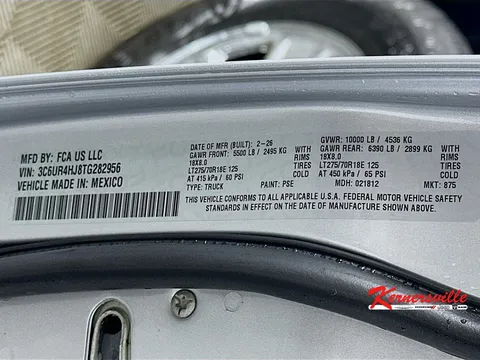 MFD BY: FCA US LLC
VIN: 3C6UR4HJ8TG282956
VEHICLE MADE IN: MEXICO
DATE OF MFR (BUILT): 2-26
GAWR FRONT: 5500 LB / 2495 KG
18X8.0
RIMS
LT275/70R18E 125
TIRES
AT 415 kPa / 60 PSI
COLD
TYPE: TRUCK
PAINT: PSE
GVWR: 10000 LB / 4536 KG
GAWR REAR: 6390 LB / 2899 KG
18X8.0
RIMS
LT275/70R18E 125
TIRES
AT 450 kPa / 65 PSI
COLD
MDH: 021812
MKT: 875
THIS VEHICLE CONFORMS TO ALL APPLICABLE U.S.A. FEDERAL MOTOR VEHICLE SAFETY
STANDARDS IN EFFECT ON THE DATE OF MANUFACTURE SHOWN ABOVE.
Kernersville